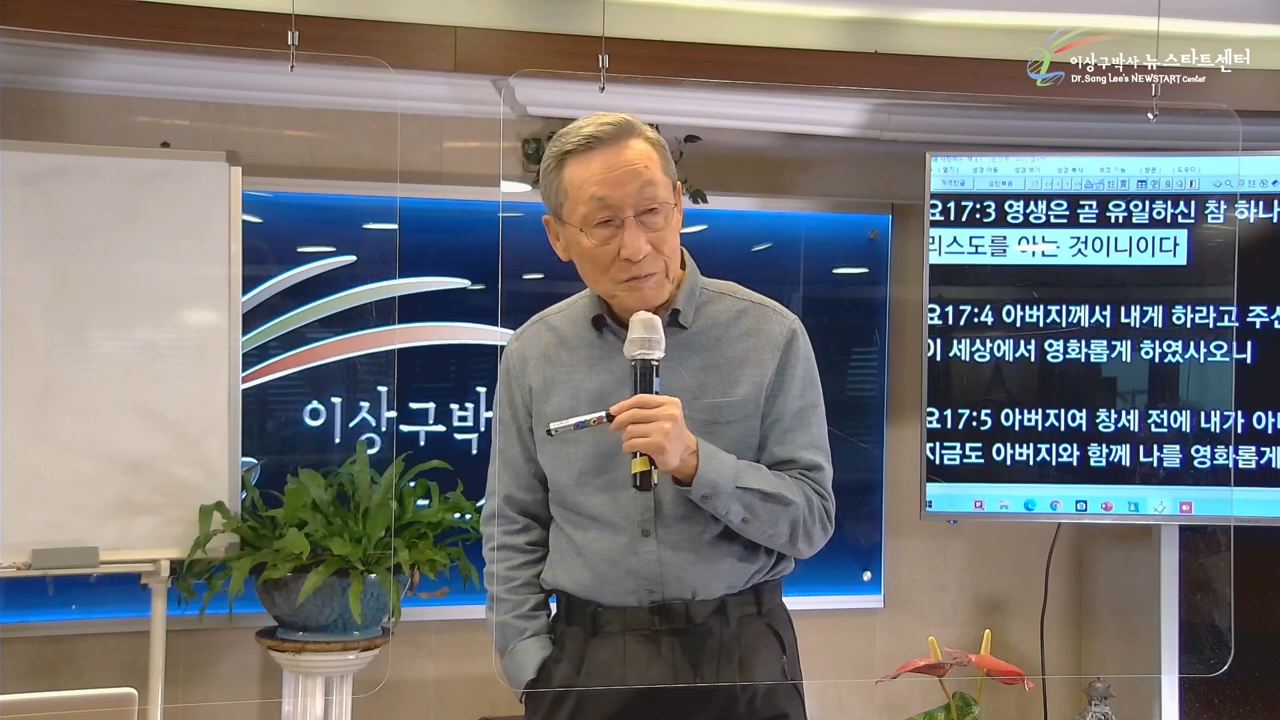 이상구박사 뉴스타트센터
Dr. Sang Lee's NEWSTART Center
이상구박
요17:3 영생은 곧 유일하신 참 하나
리스도를 아는 것이니이다
요17:4 아버지께서 내게 하라고 주신
이 세상에서 영화롭게 하였사오니
요17:5 아버지여 창세 전에 내가 아버
지금도 아버지와 함께 나를 영화롭게